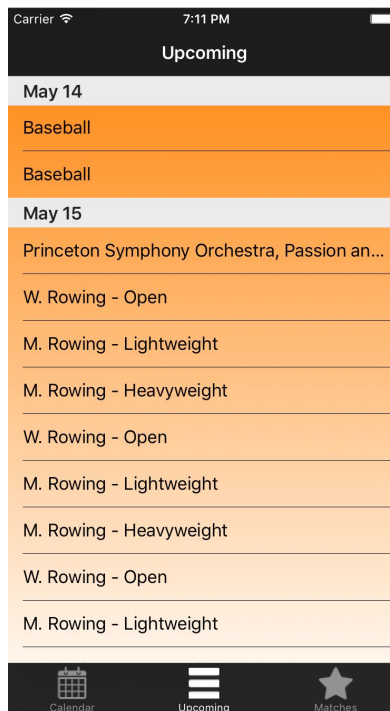 Carrier 7:11 PM
Upcoming
May 14
Baseball
Baseball
May 15
Princeton Symphony Orchestra, Passion an...
W. Rowing - Open
M. Rowing - Lightweight
M. Rowing - Heavyweight
W. Rowing - Open
M. Rowing - Lightweight
M. Rowing - Heavyweight
W. Rowing - Open
M. Rowing - Lightweight
Calendar Upcoming Matches